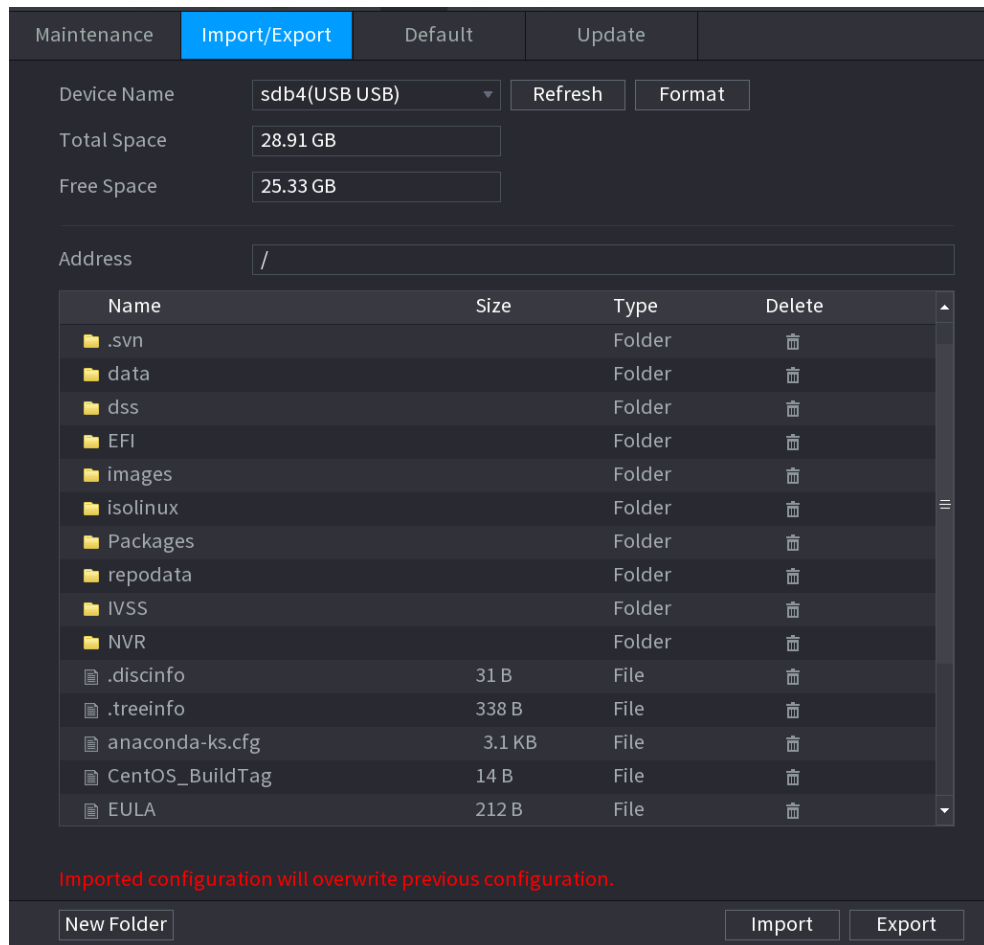 Maintenance Import/Export Default Update
Device Name sdb4(USB USB) Refresh Format
Total Space 28.91 GB
Free Space 25.33 GB
Address /
Name Size Type Delete
.svn Folder
data Folder
dss Folder
EFI Folder
images Folder
isolinux Folder
Packages Folder
repodata Folder
IVSS Folder
NVR Folder
.discinfo 31 B File
.treeinfo 338 B File
anaconda-ks.cfg 3.1 KB File
CentOS_BuildTag 14 B File
EULA 212 B File
Imported configuration will overwrite previous configuration.
New Folder Import Export